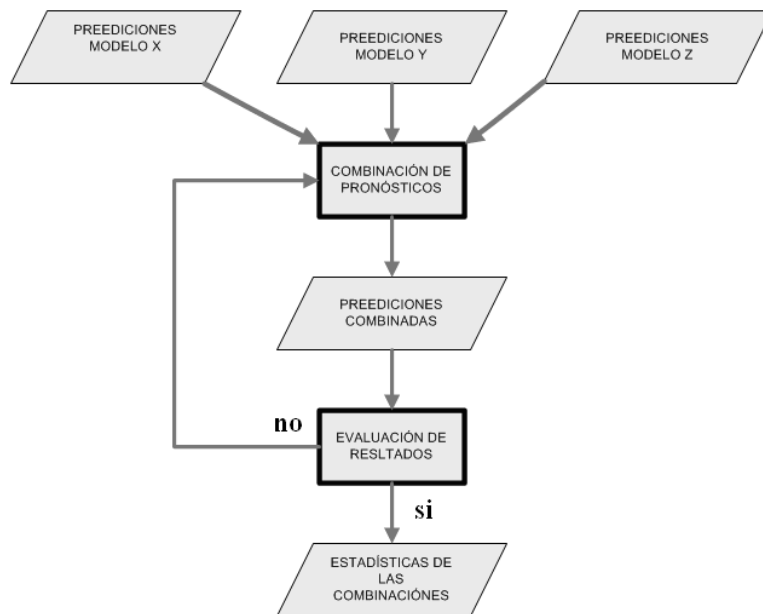 PREEDICIONES
MODELO X
PREEDICIONES
MODELO Y
PREEDICIONES
MODELO Z
COMBINACIÓN DE
PRONÓSTICOS
PREEDICIONES
COMBINADAS
no
EVALUACIÓN DE
RESLTADOS
si
ESTADÍSTICAS DE
LAS
COMBINACIÓNES